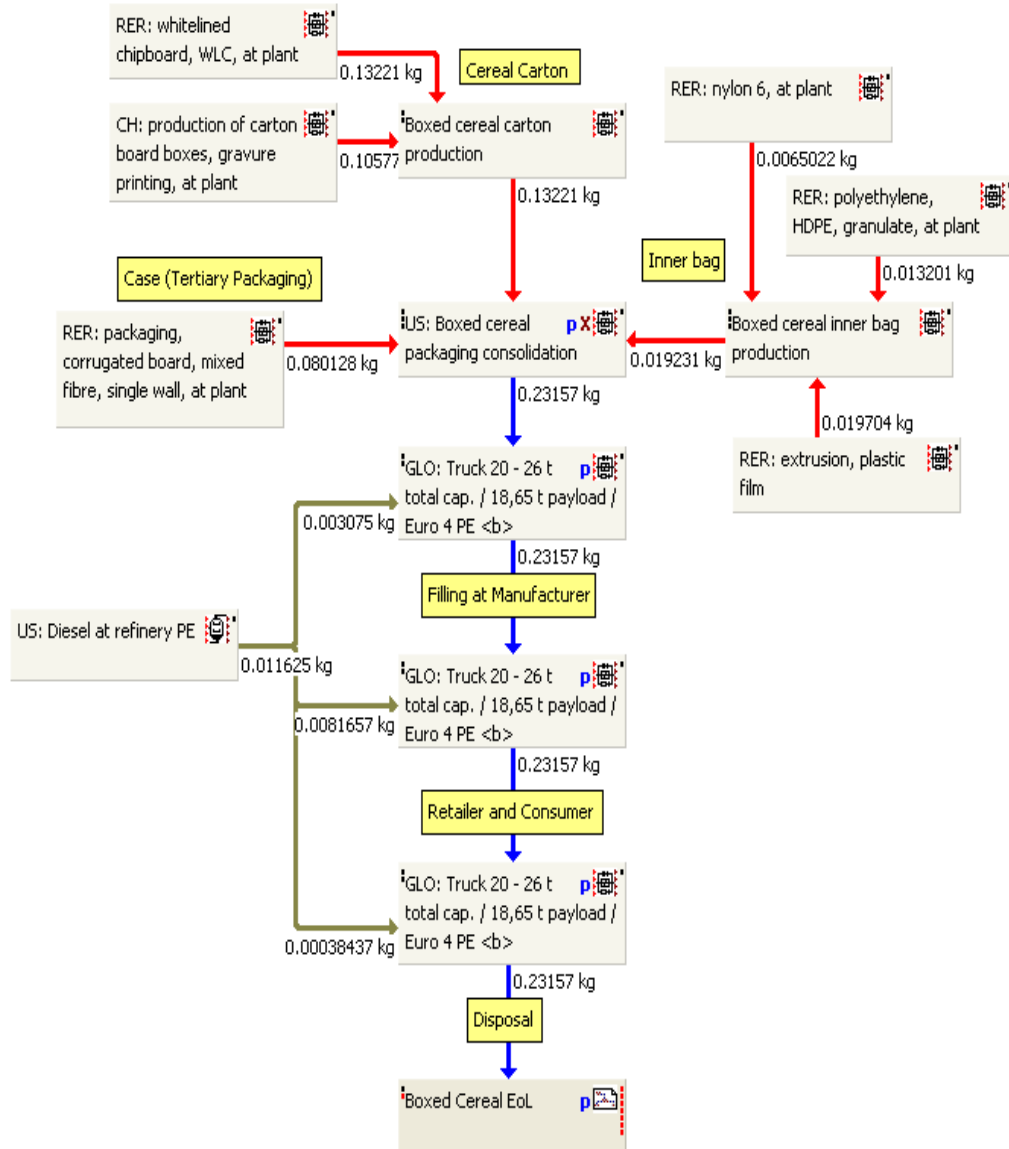 RER: whitelined
chipboard, WLC, at plant
0.13221 kg
Cereal Carton
RER: nylon 6, at plant
CH: production of carton
board boxes, gravure
printing, at plant
0.10577
Boxed cereal carton
production
0.0065022 kg
0.13221 kg
RER: polyethylene,
HDPE, granulate, at plant
Inner bag
0.013201 kg
Case (Tertiary Packaging)
RER: packaging,
corrugated board, mixed
fibre, single wall, at plant
0.080128 kg
US: Boxed cereal
packaging consolidation
p X
0.019231 kg
Boxed cereal inner bag
production
0.23157 kg
0.019704 kg
RER: extrusion, plastic
film
GLO: Truck 20 - 26 t
total cap. / 18,65 t payload /
Euro 4 PE <b>
p
0.003075 kg
0.23157 kg
Filling at Manufacturer
US: Diesel at refinery PE
0.011625 kg
GLO: Truck 20 - 26 t
total cap. / 18,65 t payload /
Euro 4 PE <b>
p
0.0081657 kg
0.23157 kg
Retailer and Consumer
GLO: Truck 20 - 26 t
total cap. / 18,65 t payload /
Euro 4 PE <b>
p
0.00038437 kg
0.23157 kg
Disposal
Boxed Cereal EoL
p